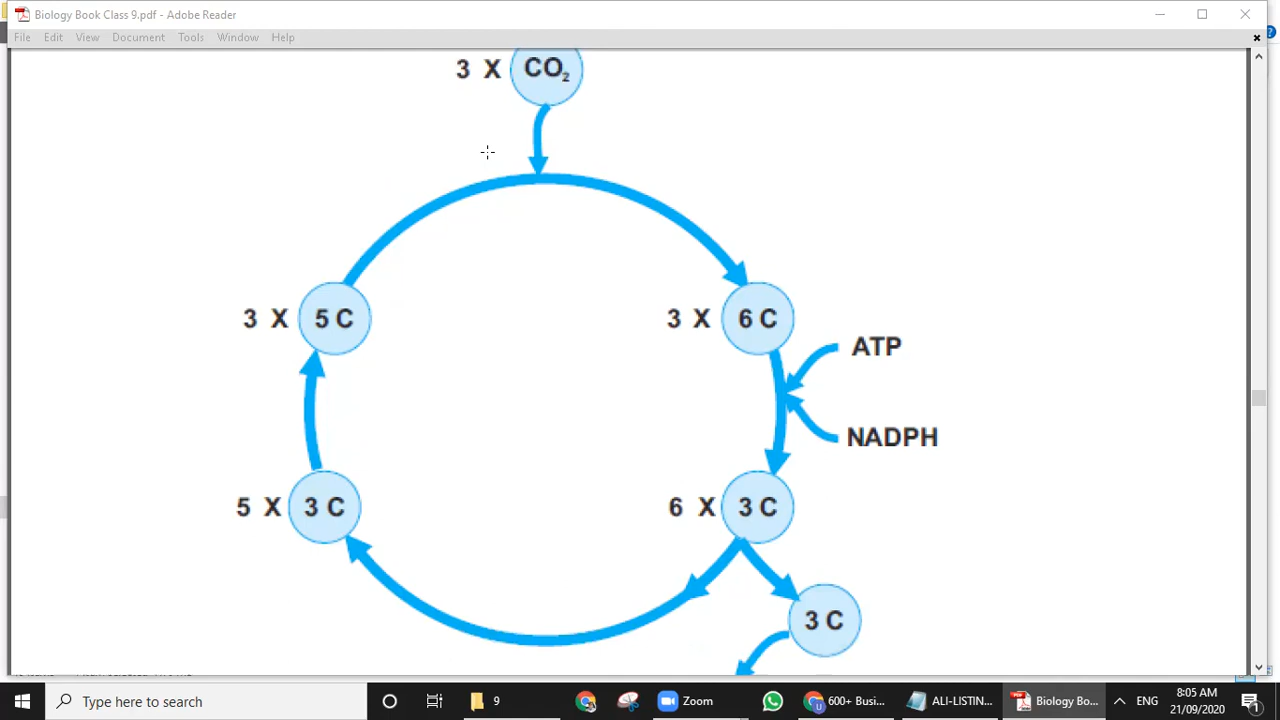 Biology Book Class 9.pdf - Adobe Reader
File Edit View Document Tools Window Help
3 X CO₂
3 X 5 C
3 X 6 C
ATP
NADPH
5 X 3 C
6 X 3 C
3 C
Type here to search
9
Zoom
600+ Busi...
ALI-LISTIN...
Biology Bo...
ENG
8:05 AM
21/09/2020
1